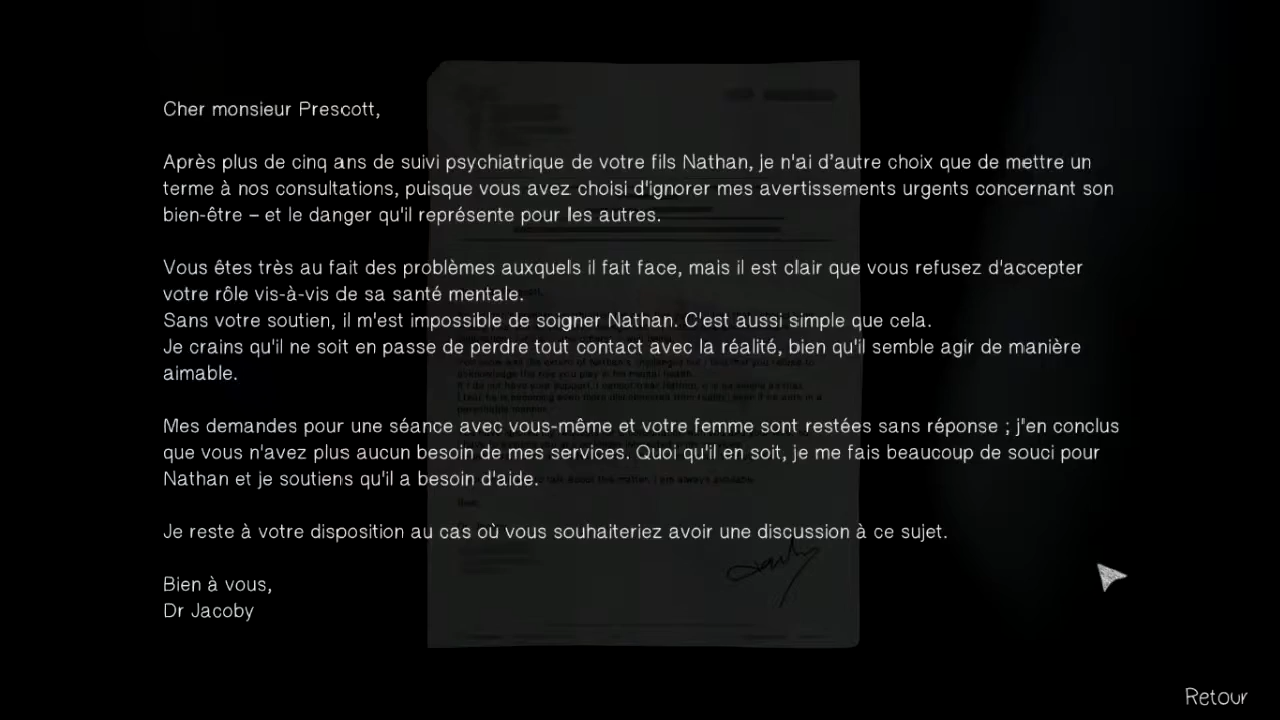 Cher monsieur Prescott,
Après plus de cinq ans de suivi psychiatrique de votre fils Nathan, je n'ai d'autre choix que de mettre un
terme à nos consultations, puisque vous avez choisi d'ignorer mes avertissements urgents concernant son
bien-être – et le danger qu'il représente pour les autres.
Vous êtes très au fait des problèmes auxquels il fait face, mais il est clair que vous refusez d'accepter
votre rôle vis-à-vis de sa santé mentale.
Sans votre soutien, il m'est impossible de soigner Nathan. C'est aussi simple que cela.
Je crains qu'il ne soit en passe de perdre tout contact avec la réalité, bien qu'il semble agir de manière
aimable.
Mes demandes pour une séance avec vous-même et votre femme sont restées sans réponse ; j'en conclus
que vous n'avez plus aucun besoin de mes services. Quoi qu'il en soit, je me fais beaucoup de souci pour
Nathan et je soutiens qu'il a besoin d'aide.
Je reste à votre disposition au cas où vous souhaiteriez avoir une discussion à ce sujet.
Bien à vous,
Dr Jacoby
Retour